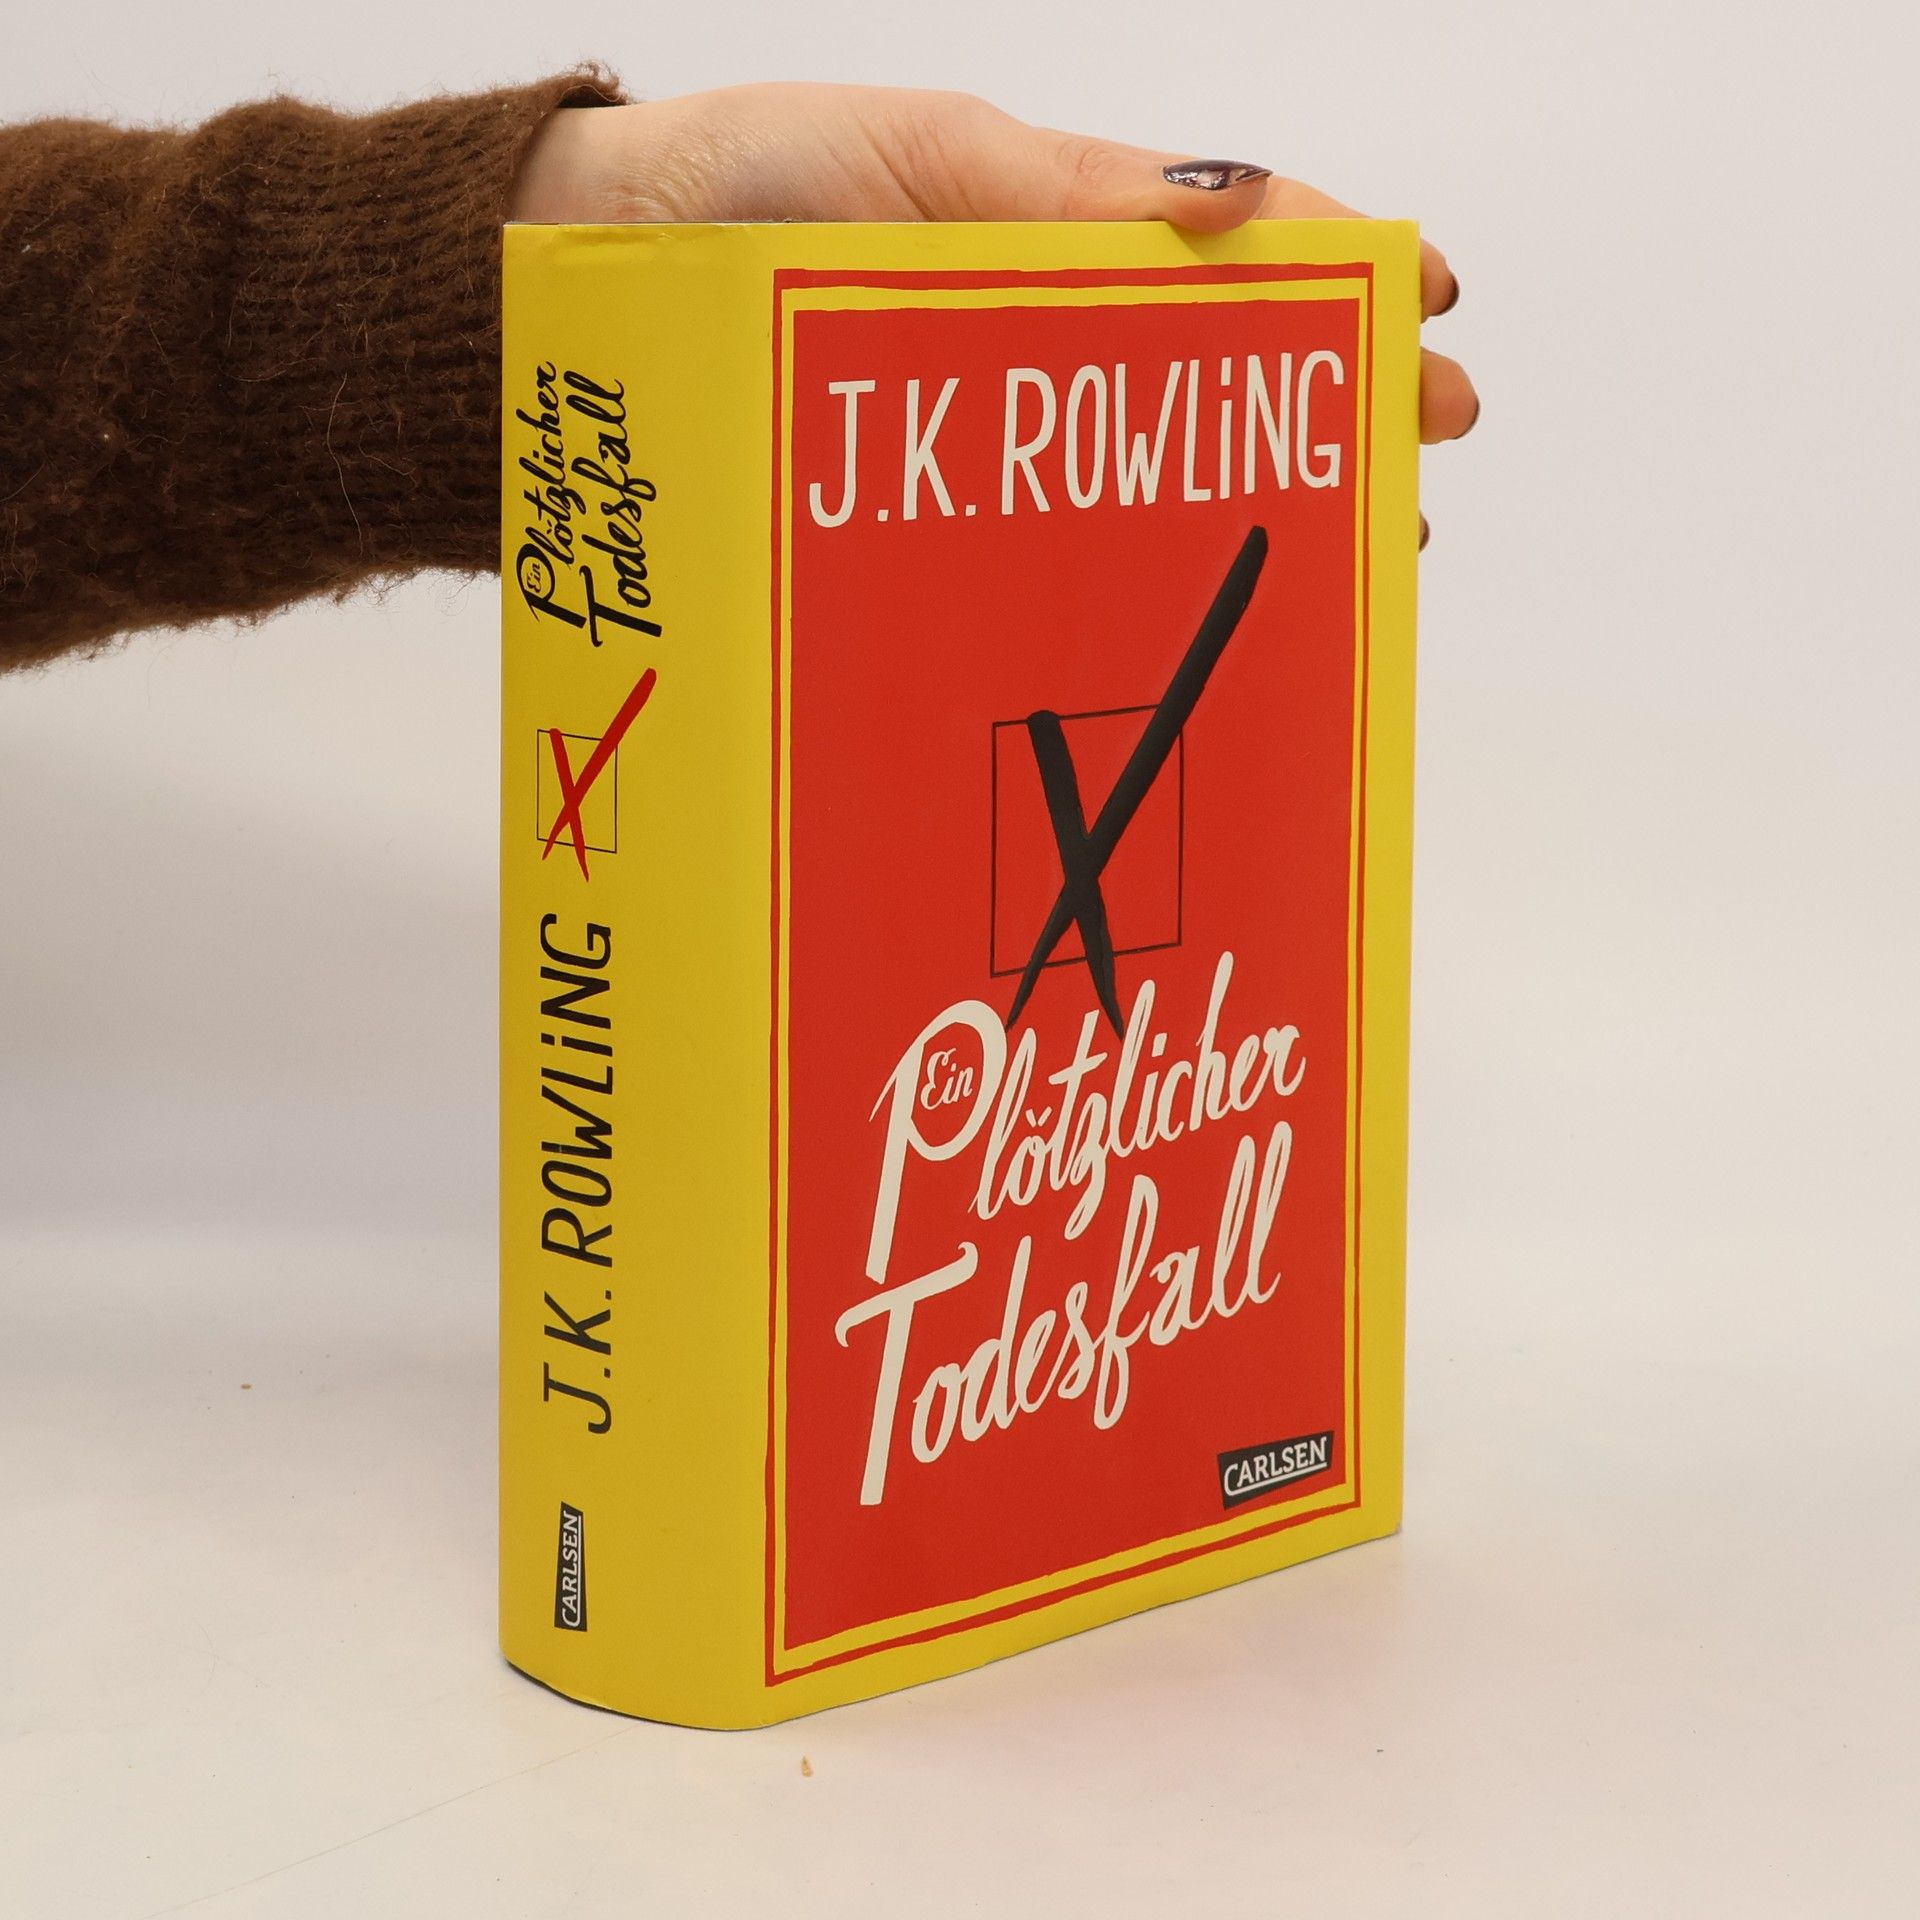 Ein
Plötzlicher
Todesfall
J.K. ROWLiNG
CARLSEN
J.K. ROWLiNG
Ein
Plötzlicher
Todesfall
CARLSEN